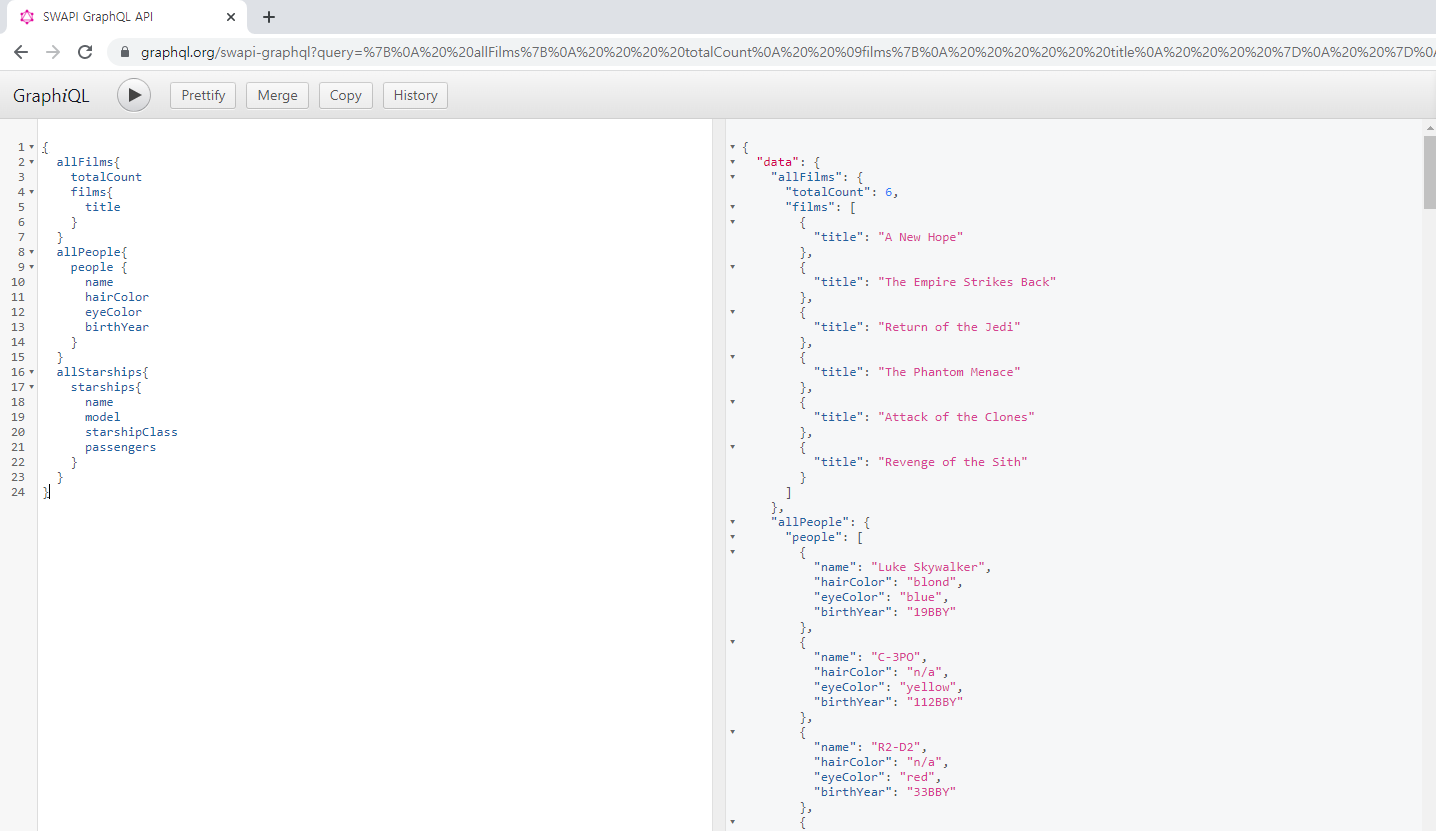 SWAPI GraphQL API
graphql.org/swapi-graphql?query=%7B%0A%20%20allFilms%7B%0A%20%20%20%20totalCount%0A%20%20%09films%7B%0A%20%20%20%20%20%20title%0A%20%20%20%20%7D%0A%20%20%7D%0A
GraphiQL
Prettify
Merge
Copy
History
1 {
2 allFilms{
3 totalCount
4 films{
5 title
6 }
7 }
8 allPeople{
9 people {
10 name
11 hairColor
12 eyeColor
13 birthYear
14 }
15 }
16 allStarships{
17 starships{
18 name
19 model
20 starshipClass
21 passengers
22 }
23 }
24 }
{
"data": {
"allFilms": {
"totalCount": 6,
"films": [
{
"title": "A New Hope"
},
{
"title": "The Empire Strikes Back"
},
{
"title": "Return of the Jedi"
},
{
"title": "The Phantom Menace"
},
{
"title": "Attack of the Clones"
},
{
"title": "Revenge of the Sith"
}
]
},
"allPeople": {
"people": [
{
"name": "Luke Skywalker",
"hairColor": "blond",
"eyeColor": "blue",
"birthYear": "19BBY"
},
{
"name": "C-3PO",
"hairColor": "n/a",
"eyeColor": "yellow",
"birthYear": "112BBY"
},
{
"name": "R2-D2",
"hairColor": "n/a",
"eyeColor": "red",
"birthYear": "33BBY"
},
{